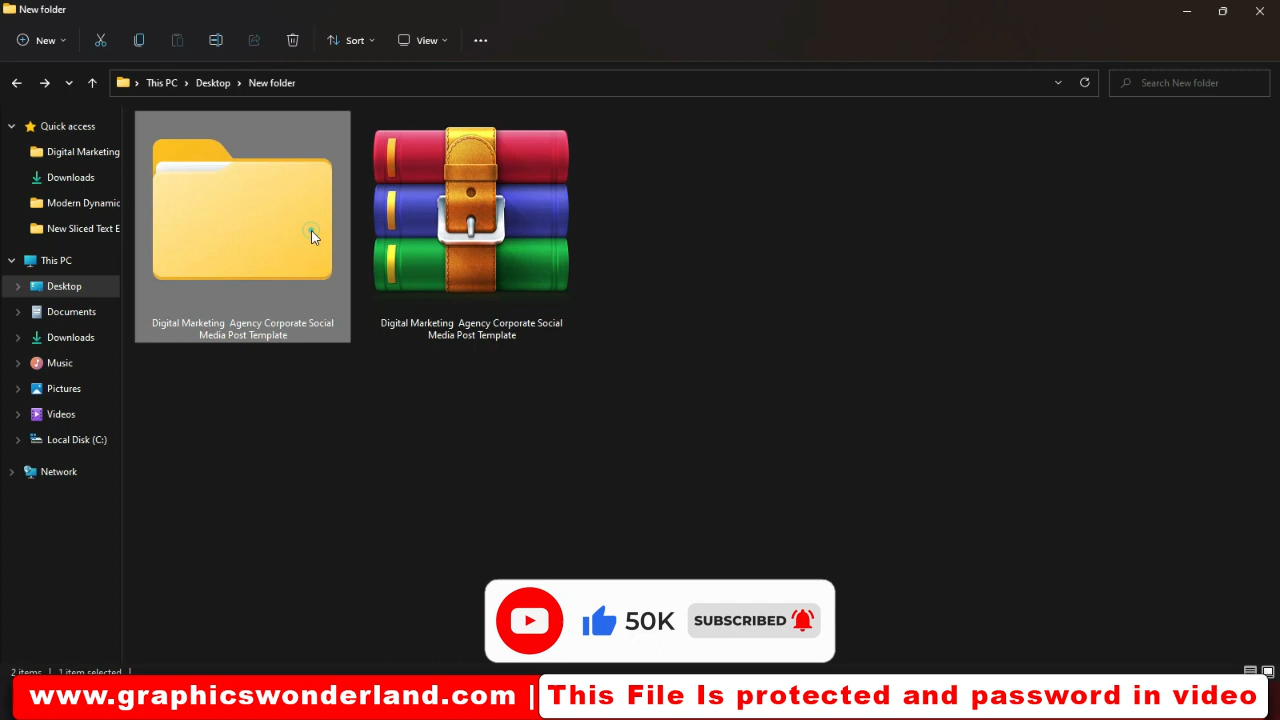 New folder
New
Sort
View
This PC > Desktop > New folder
Search New folder
Quick access
Digital Marketing
Downloads
Modern Dynamic
New Sliced Text E
This PC
Desktop
Documents
Downloads
Music
Pictures
Videos
Local Disk (C:)
Network
Digital Marketing Agency Corporate Social
Media Post Template
Digital Marketing Agency Corporate Social
Media Post Template
50K
SUBSCRIBED
2 items | 1 item selected |
www.graphicswonderland.com | This File Is protected and password in video